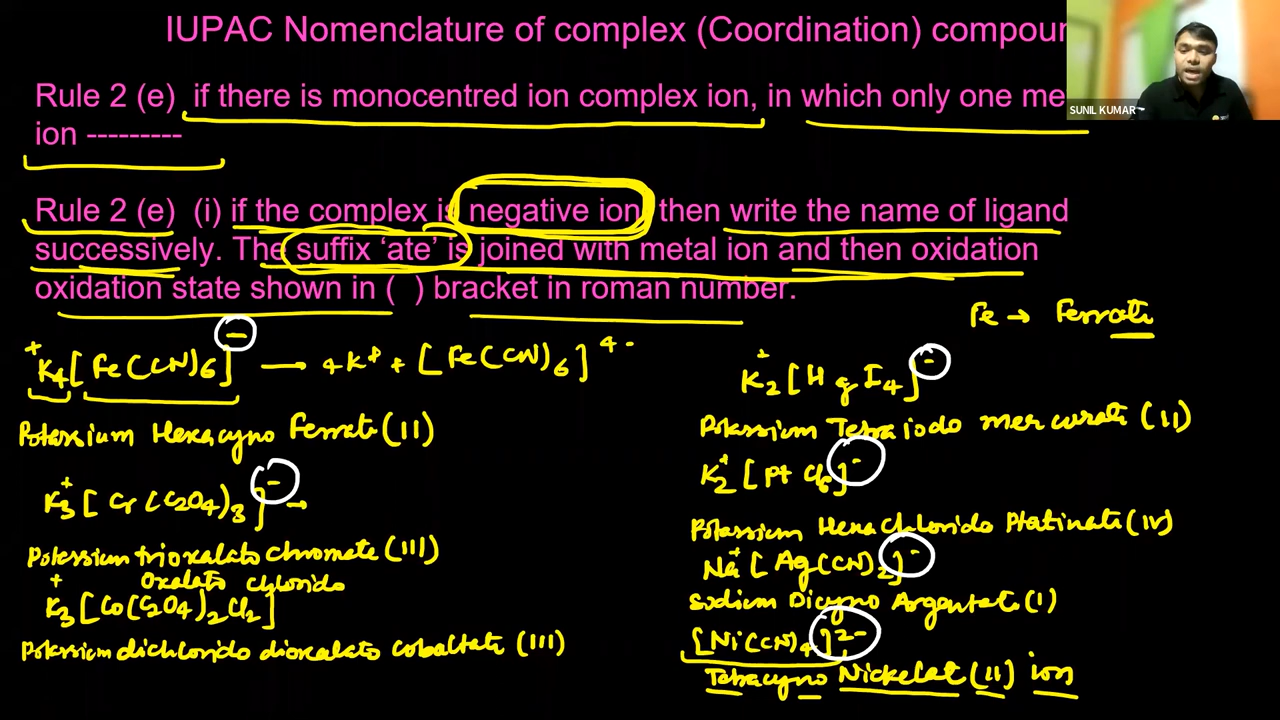 IUPAC Nomenclature of complex (Coordination) compoun
Rule 2 (e) if there is monocentred ion complex ion, in which only one me
ion ---------
SUNIL KUMAR
Rule 2 (e) (i) if the complex is negative ion, then write the name of ligand
successively. The suffix ‘ate’ is joined with metal ion and then oxidation
oxidation state shown in ( ) bracket in roman number.
Fe → Ferrate
K4+[Fe(CN)6]− → 4K+ + [Fe(CN)6]4-
Potassium Hexacyno Ferrate(II)
K3+[Cr(C2O4)3]− →
Potassium trioxalato chromate(III)
Oxalato chlorido
K3+[Co(C2O4)2Cl2]
Potassium dichlorido dioxalato cobaltate (III)
K2+[HgI4]−
Potassium Tetraiodo mercurate(II)
K2+[PtCl6]−
Potassium Hexachlorido Platinate(IV)
Na+[Ag(CN)2]−
Sodium Dicyno Argentate(I)
[Ni(CN)4]2−
Tetracyno Nickelat(II) ion